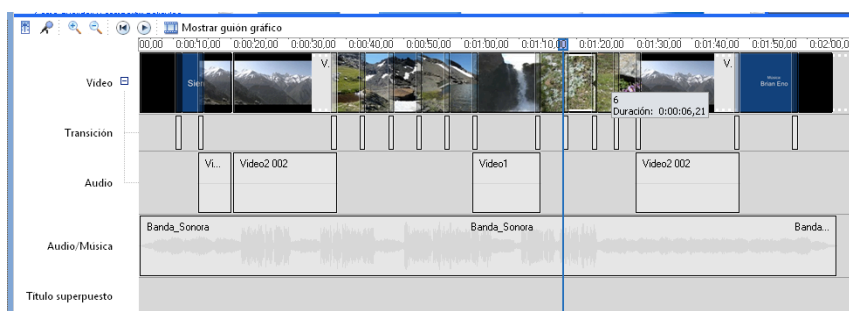 Mostrar guión gráfico
00,00 0:00:10,00 0:00:20,00 0:00:30,00 0:00:40,00 0:00:50,00 0:01:00,00 0:01:10,00 0:01:20,00 0:01:30,00 0:01:40,00 0:01:50,00 0:02:00,0
Video
V.
V.
Brian Eno
6
Duración: 0:00:06,21
Transición
Vi...
Video2 002
Video1
Video2 002
Audio
Banda_Sonora
Banda_Sonora
Banda...
Audio/Música
Título superpuesto